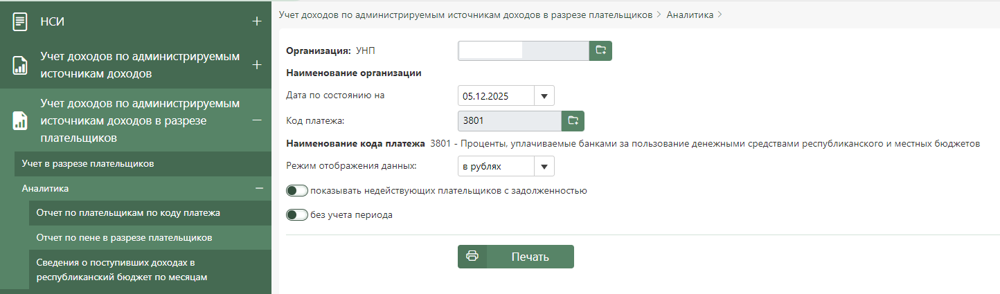 НСИ
Учет доходов по администрируемым
источникам доходов
Учет доходов по администрируемым
источникам доходов в разрезе
плательщиков
Учет в разрезе плательщиков
Аналитика
Отчет по плательщикам по коду платежа
Отчет по пене в разрезе плательщиков
Сведения о поступивших доходах в
республиканский бюджет по месяцам
Учет доходов по администрируемым источникам доходов в разрезе плательщиков > Аналитика >
Организация: УНП
Наименование организации
Дата по состоянию на 05.12.2025
Код платежа: 3801
Наименование кода платежа 3801 - Проценты, уплачиваемые банками за пользование денежными средствами республиканского и местных бюджетов
Режим отображения данных: в рублях
показывать недействующих плательщиков с задолженностью
без учета периода
Печать